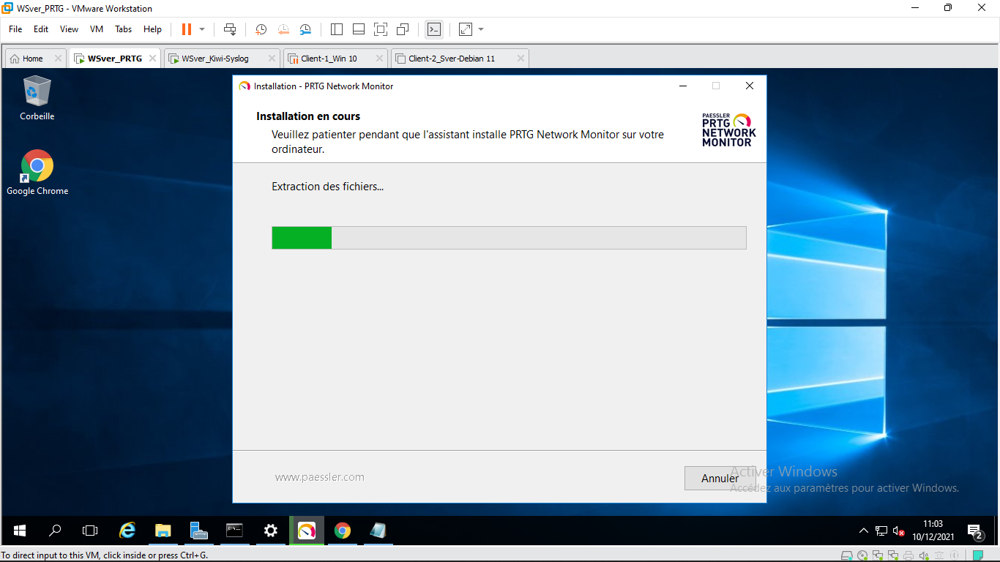 WSver_PRTG - VMware Workstation
File Edit View VM Tabs Help
Home WSver_PRTG WSver_Kiwi-Syslog Client-1_Win 10 Client-2_Sver-Debian 11
Corbeille
Google Chrome
Installation - PRTG Network Monitor
Installation en cours
Veuillez patienter pendant que l'assistant installe PRTG Network Monitor sur votre
ordinateur.
PAESSLER
PRTG
NETWORK
MONITOR
Extraction des fichiers...
www.paessler.com
Annuler
Activer Windows
Accédez aux paramètres pour activer Windows.
11:03
10/12/2021
2
To direct input to this VM, click inside or press Ctrl+G.